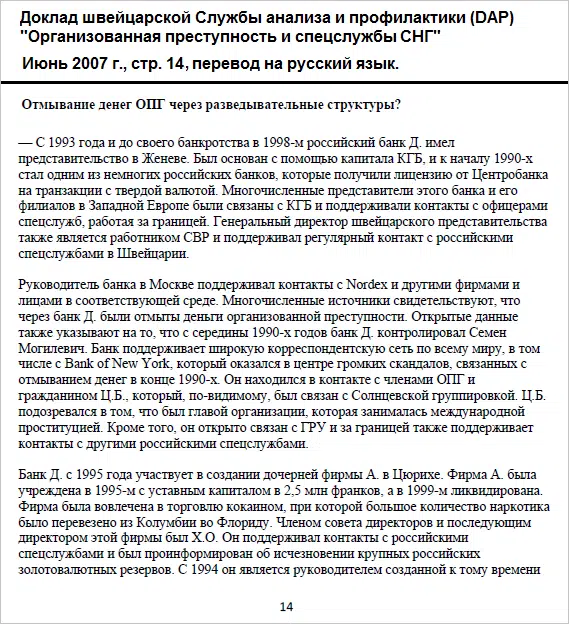 Доклад швейцарской Службы анализа и профилактики (DAP)
"Организованная преступность и спецслужбы СНГ"
Июнь 2007 г., стр. 14, перевод на русский язык.
Отмывание денег ОПГ через разведывательные структуры?
— С 1993 года и до своего банкротства в 1998-м российский банк Д. имел
представительство в Женеве. Был основан с помощью капитала КГБ, и к началу 1990-х
стал одним из немногих российских банков, которые получили лицензию от Центробанка
на транзакции с твердой валютой. Многочисленные представители этого банка и его
филиалов в Западной Европе были связаны с КГБ и поддерживали контакты с офицерами
спецслужб, работая за границей. Генеральный директор швейцарского представительства
также является работником СВР и поддерживал регулярный контакт с российскими
спецслужбами в Швейцарии.
Руководитель банка в Москве поддерживал контакты с Nordex и другими фирмами и
лицами в соответствующей среде. Многочисленные источники свидетельствуют, что
через банк Д. были отмыты деньги организованной преступности. Открытые данные
также указывают на то, что с середины 1990-х годов банк Д. контролировал Семен
Могилевич. Банк поддерживает широкую корреспондентскую сеть по всему миру, в том
числе с Bank of New York, который оказался в центре громких скандалов, связанных с
отмыванием денег в конце 1990-х. Он находился в контакте с членами ОПГ и
гражданином Ц.Б., который, по-видимому, был связан с Солнцевской группировкой. Ц.Б.
подозревался в том, что был главой организации, которая занималась международной
проституцией. Кроме того, он открыто связан с ГРУ и за границей также поддерживает
контакты с другими российскими спецслужбами.
Банк Д. с 1995 года участвует в создании дочерней фирмы А. в Цюрихе. Фирма А. была
учреждена в 1995-м с уставным капиталом в 2,5 млн франков, а в 1999-м ликвидирована.
Фирма была вовлечена в торговлю кокаином, при которой большое количество наркотика
было перевезено из Колумбии во Флориду. Членом совета директоров и последующим
директором этой фирмы был Х.О. Он поддерживал контакты с российскими
спецслужбами и был проинформирован об исчезновении крупных российских
золотовалютных резервов. С 1994 он является руководителем созданной к тому времени
14